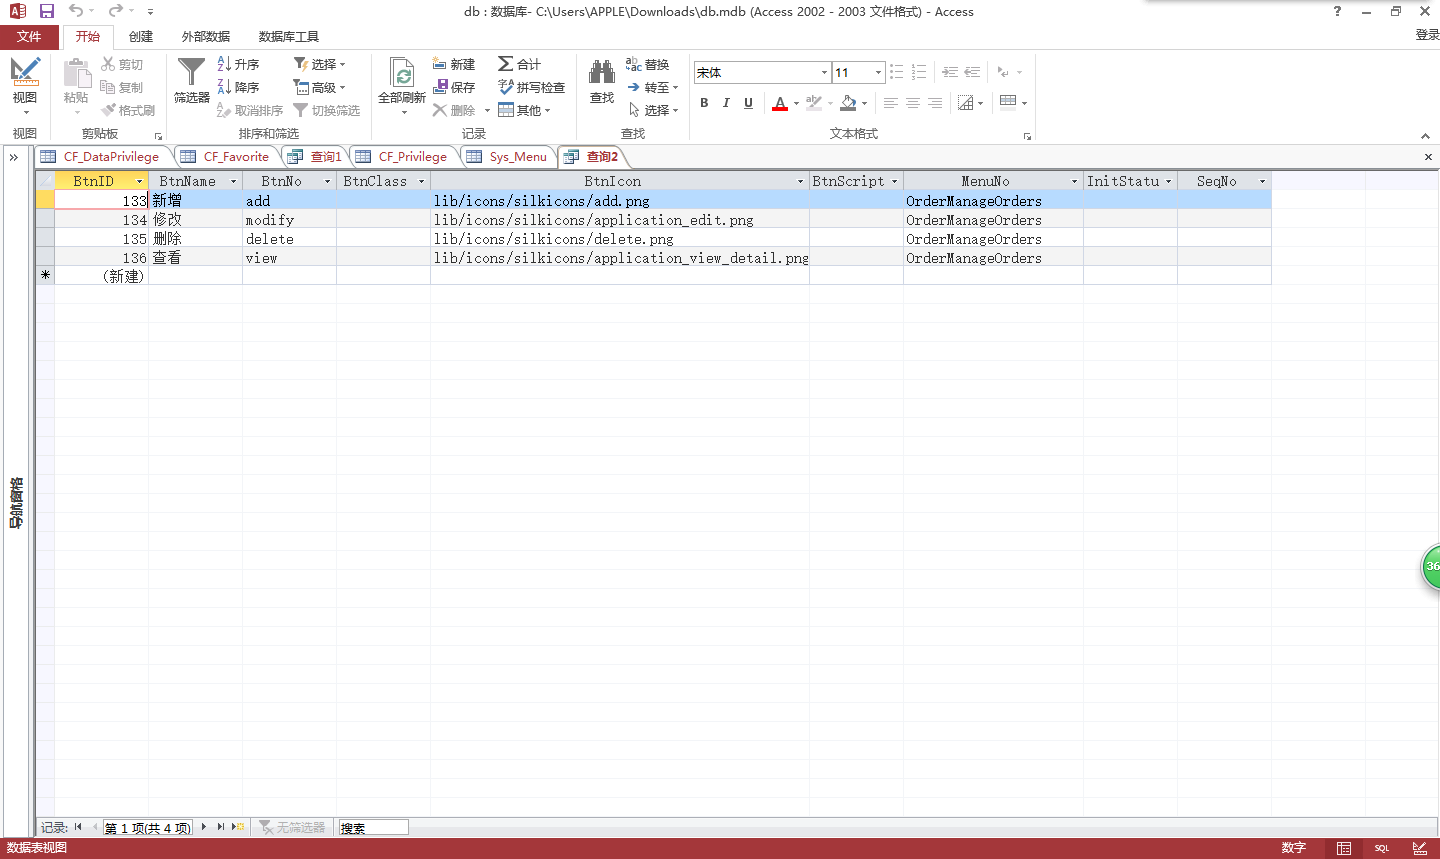 db : 数据库- C:\Users\APPLE\Downloads\db.mdb (Access 2002 - 2003 文件格式) - Access
文件 开始 创建 外部数据 数据库工具 登录
视图 粘贴 剪切 复制 格式刷 筛选器 升序 降序 取消排序 选择 高级 切换筛选 全部刷新 新建 保存 删除 合计 拼写检查 其他 查找 替换 转至 选择 宋体 11 B I U A
视图 剪贴板 排序和筛选 记录 查找 文本格式
CF_DataPrivilege CF_Favorite 查询1 CF_Privilege Sys_Menu 查询2
BtnID BtnName BtnNo BtnClass BtnIcon BtnScript MenuNo InitStatu SeqNo
133 新增 add lib/icons/silkicons/add.png OrderManageOrders
134 修改 modify lib/icons/silkicons/application_edit.png OrderManageOrders
135 删除 delete lib/icons/silkicons/delete.png OrderManageOrders
136 查看 view lib/icons/silkicons/application_view_detail.png OrderManageOrders
* (新建)
导航窗格
36
记录: 第 1 项(共 4 项) 无筛选器 搜索
数据表视图 数字 SQL